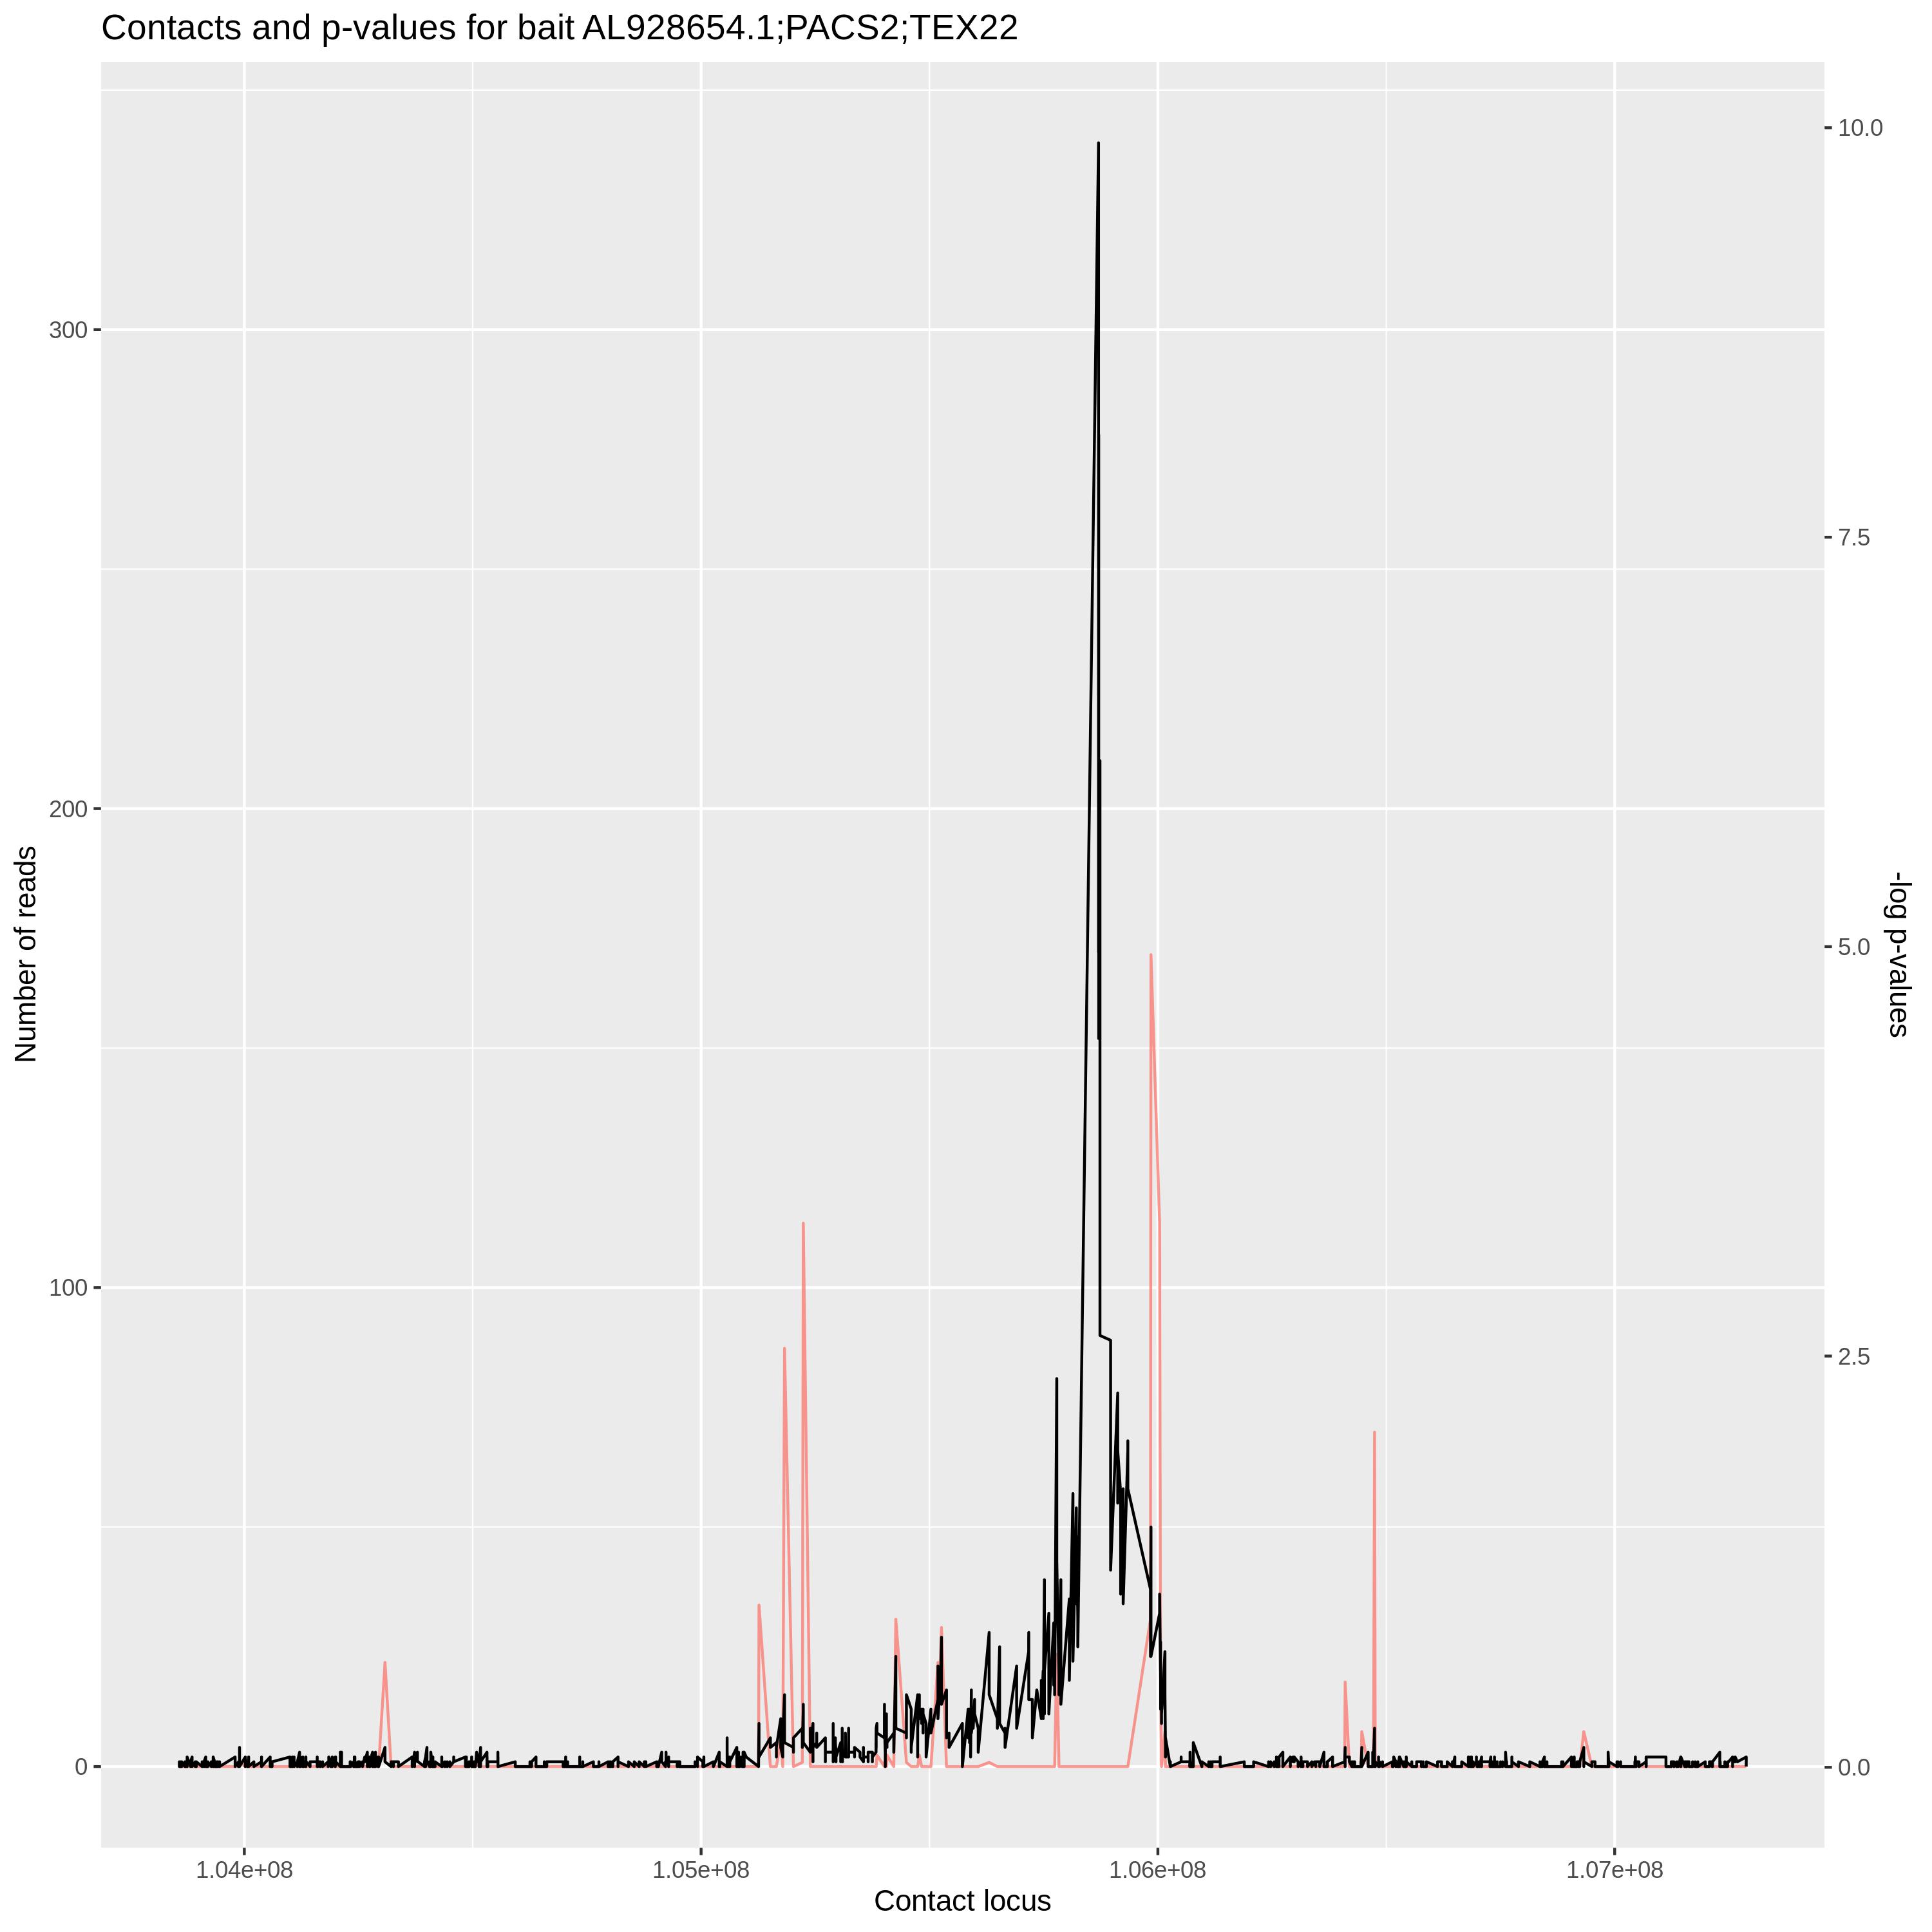 Contacts and p-values for bait AL928654.1;PACS2;TEX22
300
200
100
0
Number of reads
10.0
7.5
5.0
2.5
0.0
-log p-values
1.04e+08
1.05e+08
1.06e+08
1.07e+08
Contact locus